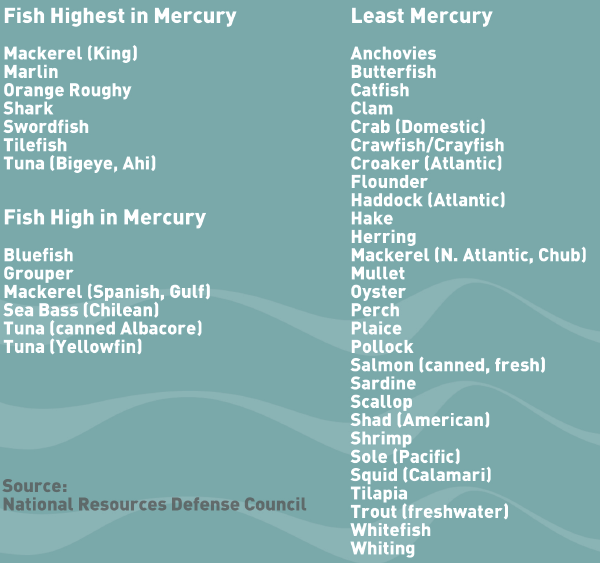 Fish Highest in Mercury
Mackerel (King)
Marlin
Orange Roughy
Shark
Swordfish
Tilefish
Tuna (Bigeye, Ahi)
Fish High in Mercury
Bluefish
Grouper
Mackerel (Spanish, Gulf)
Sea Bass (Chilean)
Tuna (canned Albacore)
Tuna (Yellowfin)
Source:
National Resources Defense Council
Least Mercury
Anchovies
Butterfish
Catfish
Clam
Crab (Domestic)
Crawfish/Crayfish
Croaker (Atlantic)
Flounder
Haddock (Atlantic)
Hake
Herring
Mackerel (N. Atlantic, Chub)
Mullet
Oyster
Perch
Plaice
Pollock
Salmon (canned, fresh)
Sardine
Scallop
Shad (American)
Shrimp
Sole (Pacific)
Squid (Calamari)
Tilapia
Trout (freshwater)
Whitefish
Whiting